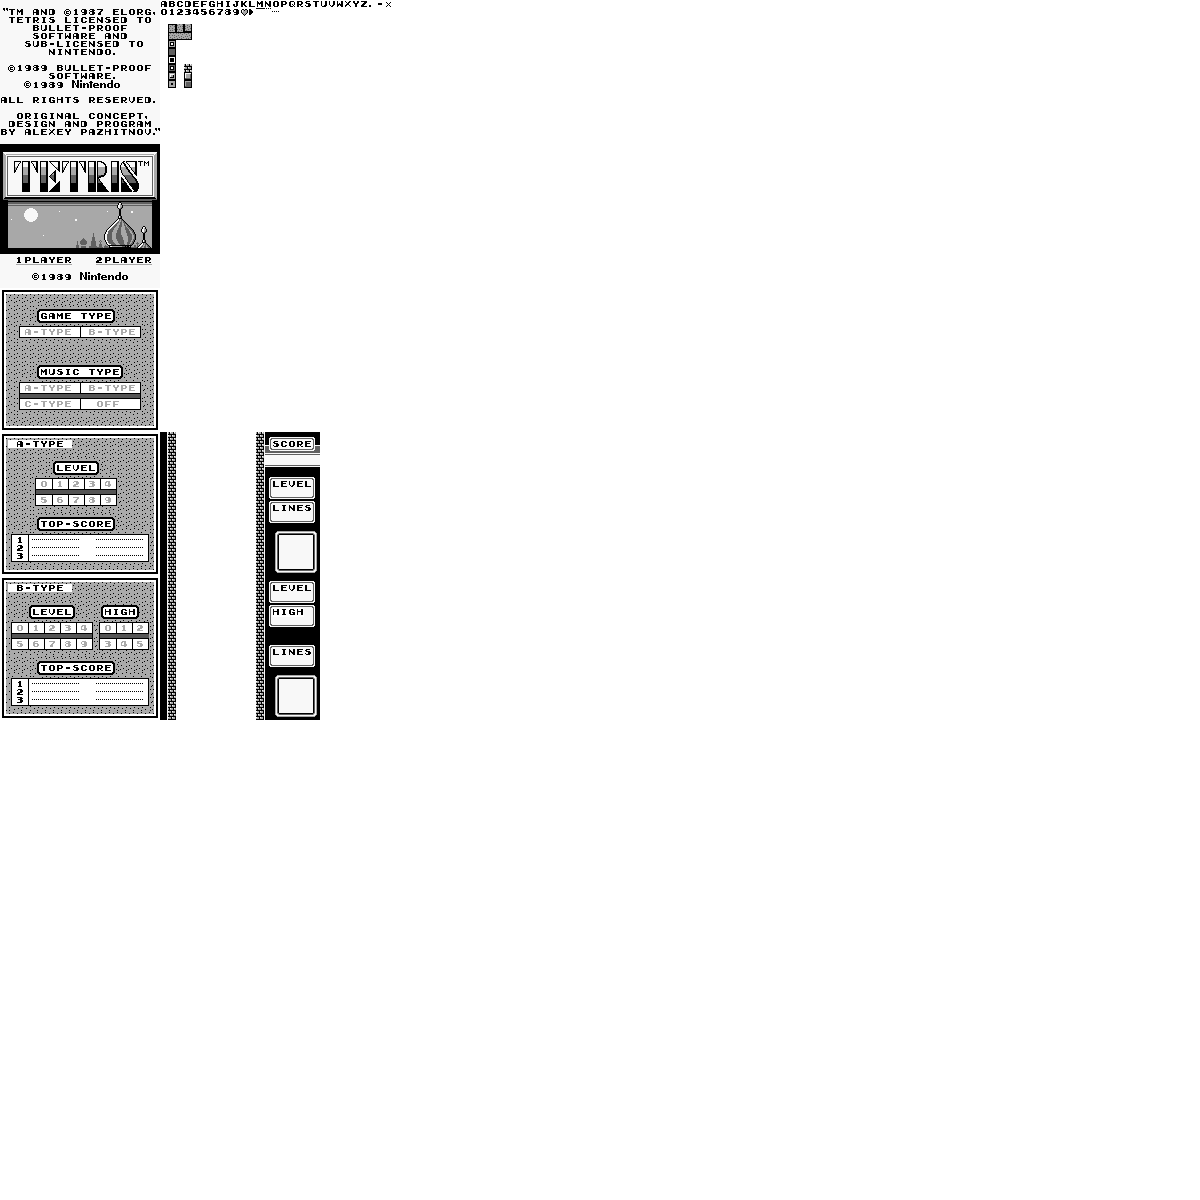 "TM AND ©1987 ELORG,
TETRIS LICENSED TO
BULLET-PROOF
SOFTWARE AND
SUB-LICENSED TO
NINTENDO.
©1989 BULLET-PROOF
SOFTWARE.
©1989 Nintendo
ALL RIGHTS RESERVED.
ORIGINAL CONCEPT,
DESIGN AND PROGRAM
BY ALEXEY PAZHITNOV."
ABCDEFGHIJKLMNOPQRSTUVWXYZ. - ×
0123456789♥
TETRIS™
1PLAYER 2PLAYER
©1989 Nintendo
GAME TYPE
A-TYPE B-TYPE
MUSIC TYPE
A-TYPE B-TYPE
C-TYPE OFF
A-TYPE
LEVEL
0 1 2 3 4
5 6 7 8 9
TOP-SCORE
1
2
3
B-TYPE
LEVEL HIGH
0 1 2 3 4 0 1 2
5 6 7 8 9 3 4 5
TOP-SCORE
1
2
3
SCORE
LEVEL
LINES
LEVEL
HIGH
LINES